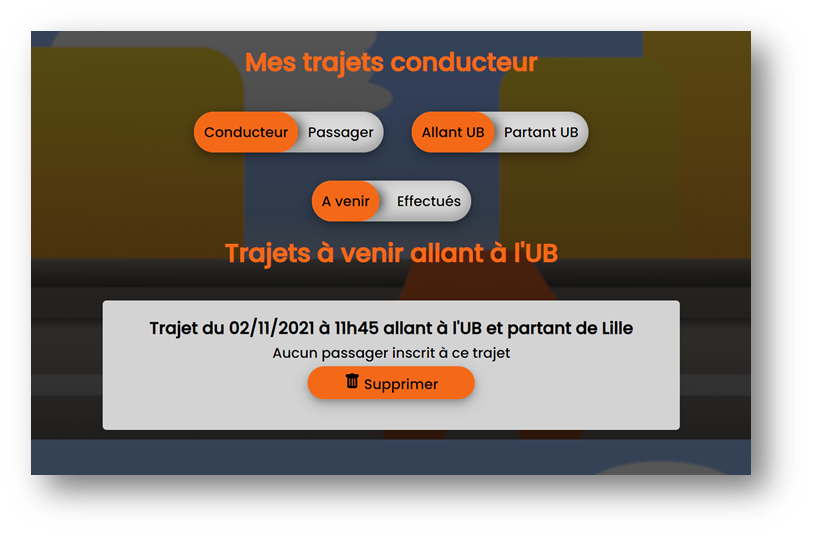 Mes trajets conducteur
Conducteur Passager Allant UB Partant UB
A venir Effectués
Trajets à venir allant à l'UB
Trajet du 02/11/2021 à 11h45 allant à l'UB et partant de Lille
Aucun passager inscrit à ce trajet
Supprimer